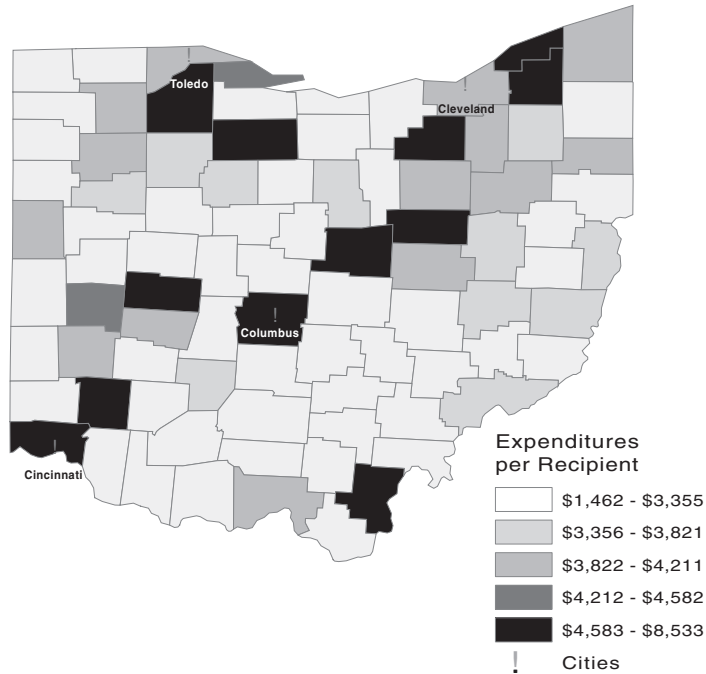 Toledo
Cleveland
Columbus
Cincinnati
Expenditures
per Recipient
$1,462 - $3,355
$3,356 - $3,821
$3,822 - $4,211
$4,212 - $4,582
$4,583 - $8,533
! Cities